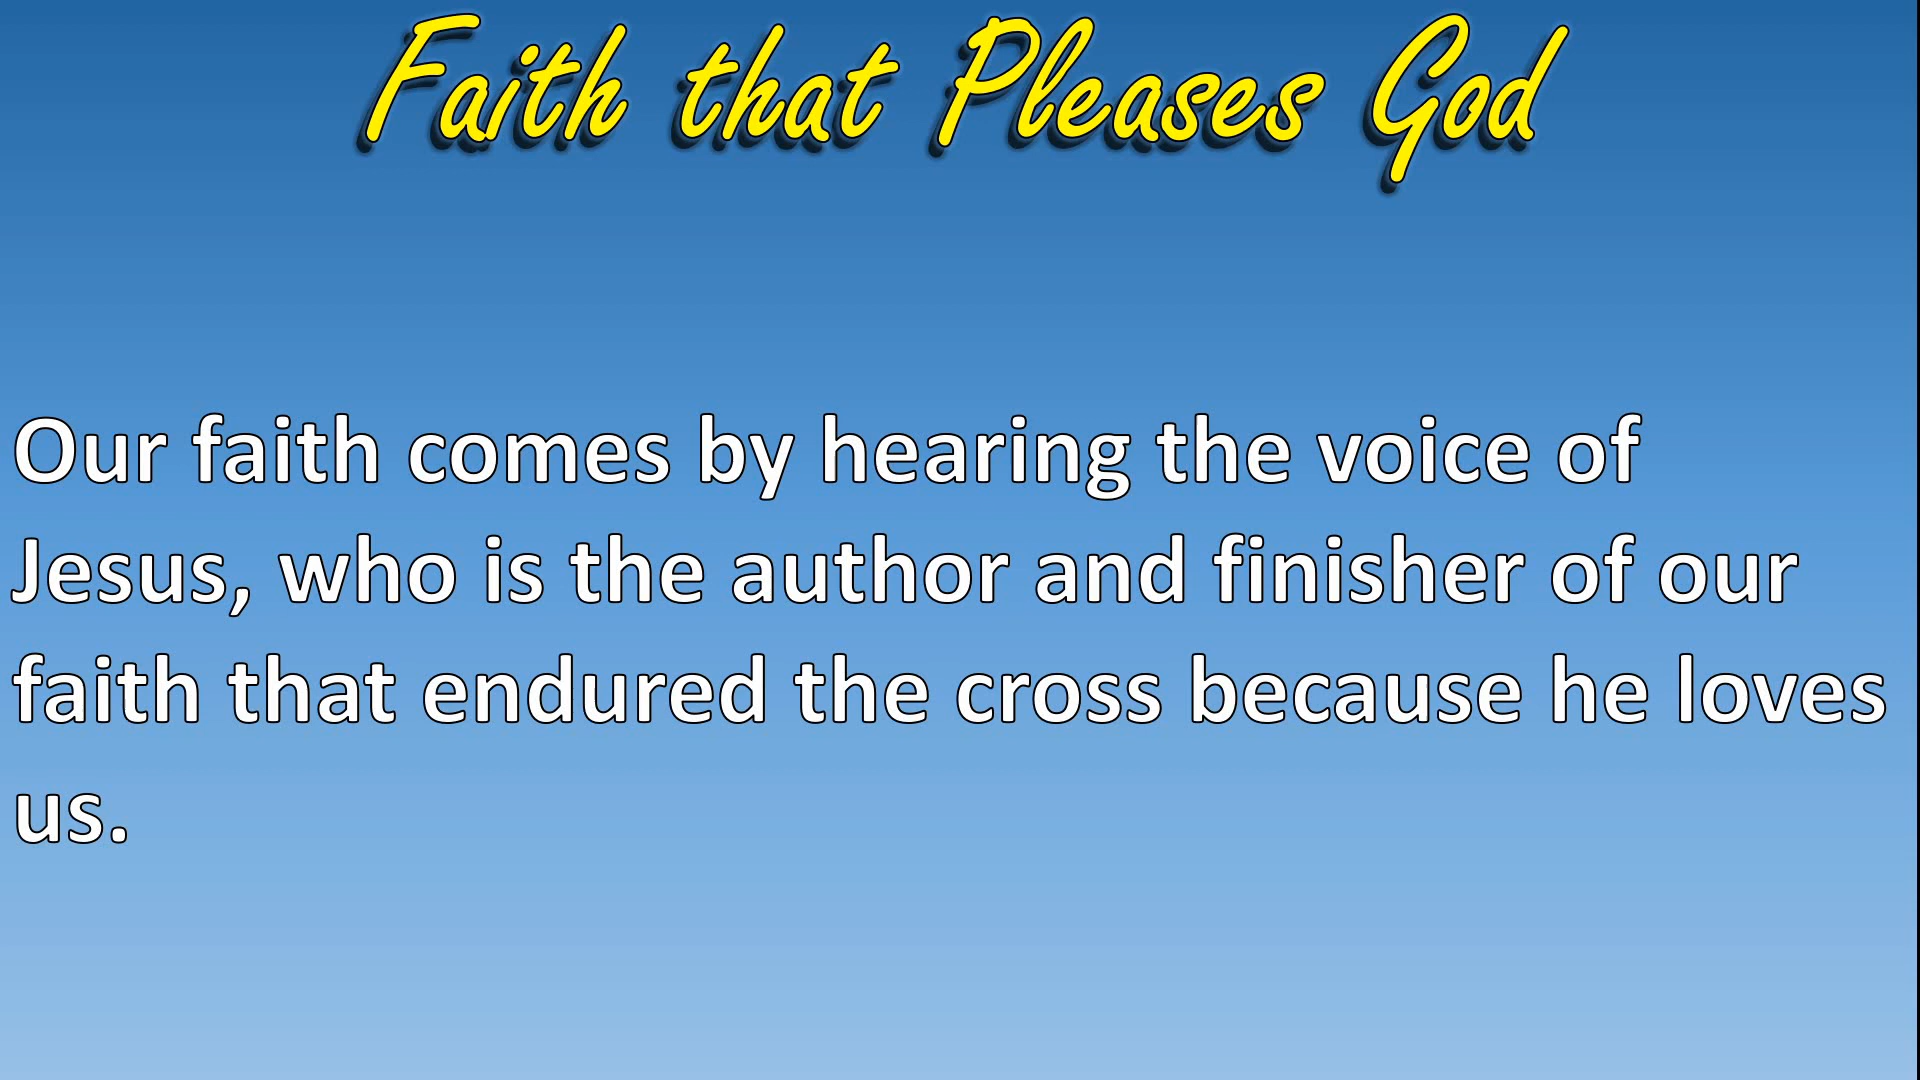 Faith that Pleases God
Our faith comes by hearing the voice of
Jesus, who is the author and finisher of our
faith that endured the cross because he loves
us.